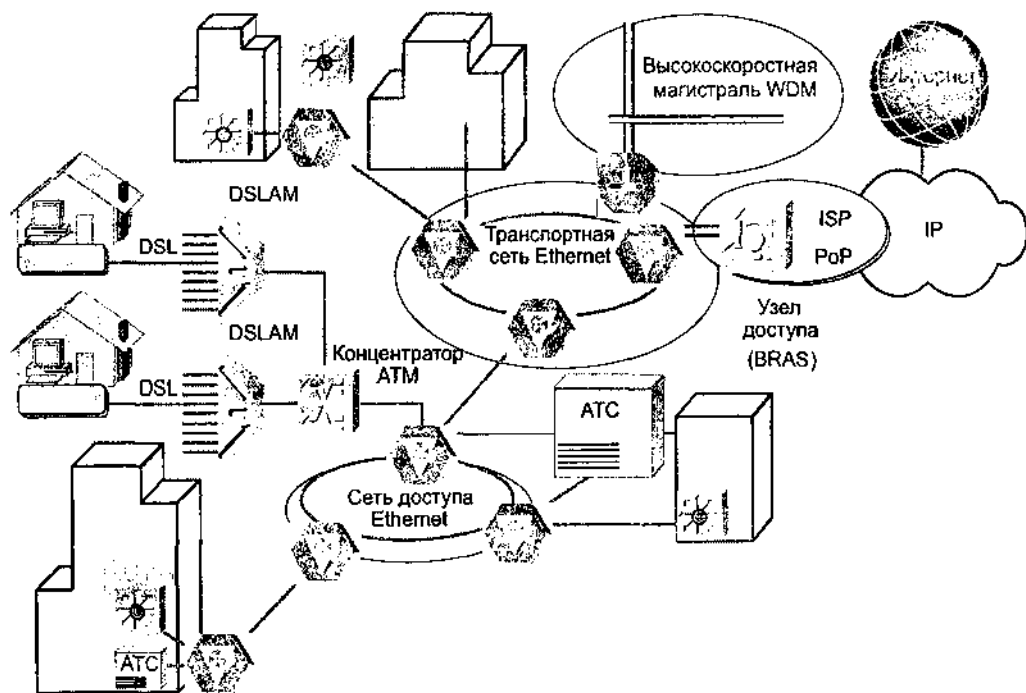 Высокоскоростная
магистраль WDM
Интернет
DSLAM
DSL
Транспортная
сеть Ethernet
ISP
PoP
IP
Узел
доступа
(BRAS)
DSLAM
DSL
Концентратор
ATM
АТС
Сеть доступа
Ethernet
АТС